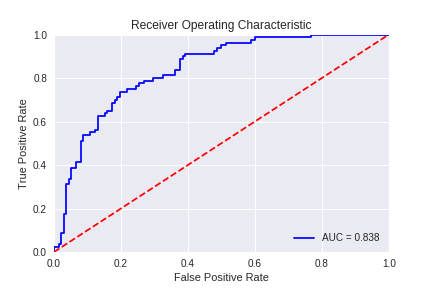 Receiver Operating Characteristic
1.0
0.8
0.6
0.4
0.2
0.0
True Positive Rate
AUC = 0.838
0.0 0.2 0.4 0.6 0.8 1.0
False Positive Rate